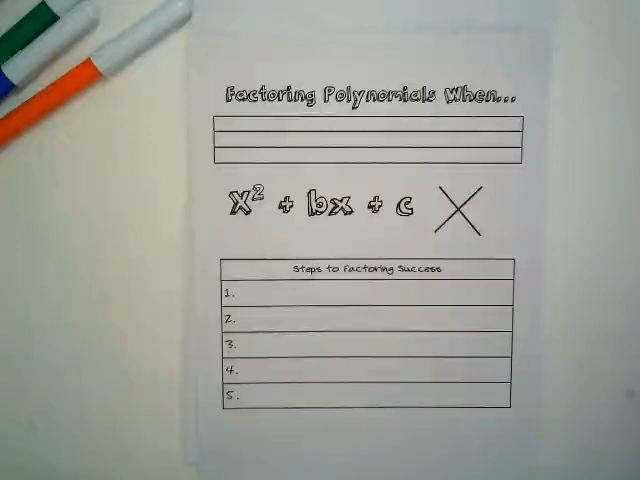 Factoring Polynomials When...
x² + bx + c
Steps to Factoring Success
1.
2.
3.
4.
5.